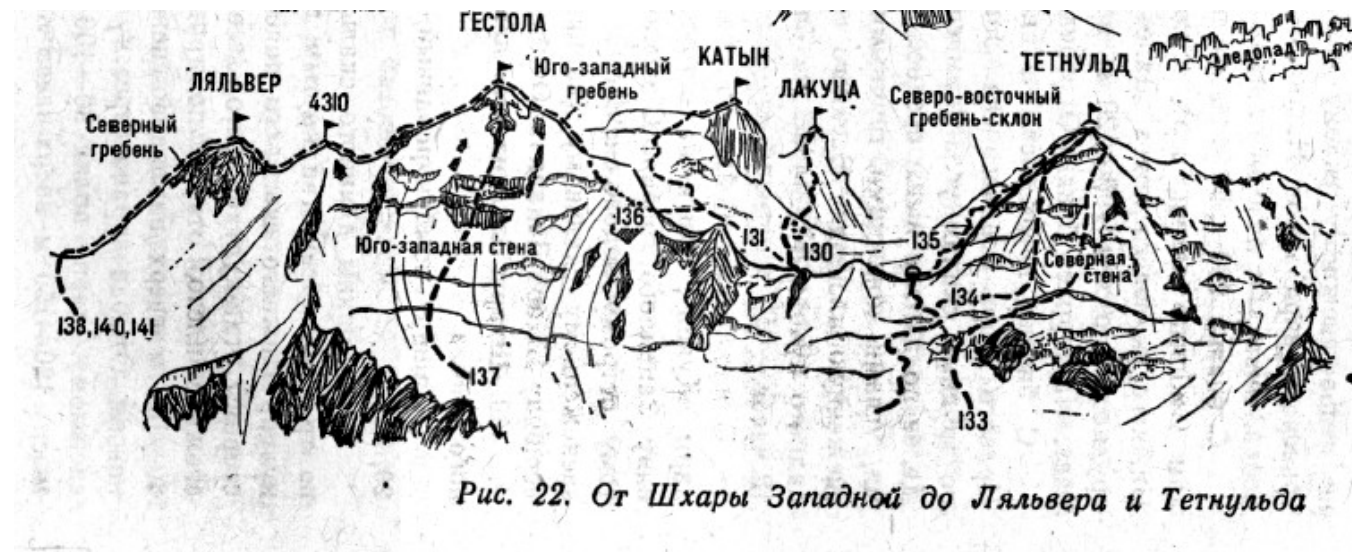 ГЕСТОЛА
ЛЯЛЬВЕР
4310
Юго-западный
гребень
КАТЫН
ЛАКУЦА
ТЕТНУЛЬД
ледопад
Северный
гребень
Северо-восточный
гребень-склон
136
131
130
135
Юго-западная стена
Северная
стена
134
138,140,141
137
133
Рис. 22. От Шхары Западной до Ляльвера и Тетнульда